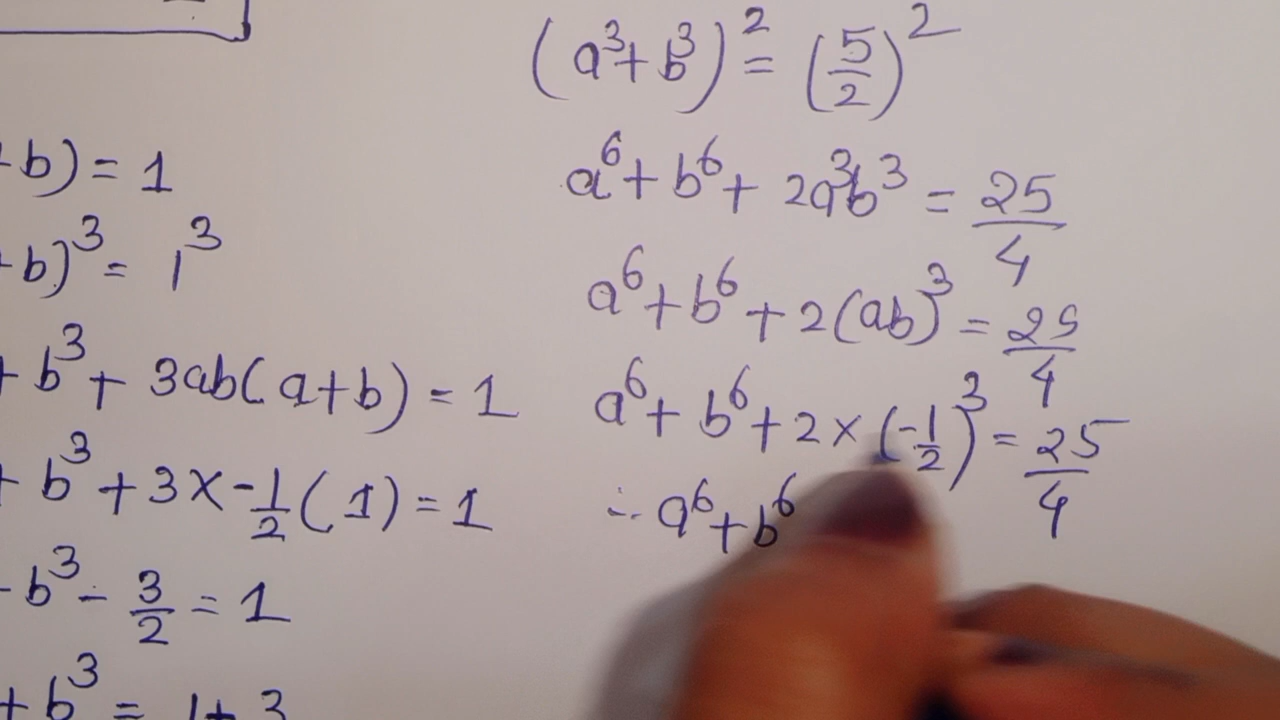 +b) = 1
+b)³ = 1³
+ b³ + 3ab(a+b) = 1
+ b³ + 3 × -1/2 (1) = 1
- b³ - 3/2 = 1
+ b³ = 1 + 3
(a³ + b³)² = (5/2)²
a⁶ + b⁶ + 2a³b³ = 25/4
a⁶ + b⁶ + 2(ab)³ = 25/4
a⁶ + b⁶ + 2 × (-1/2)³ = 25/4
∴ a⁶ + b⁶